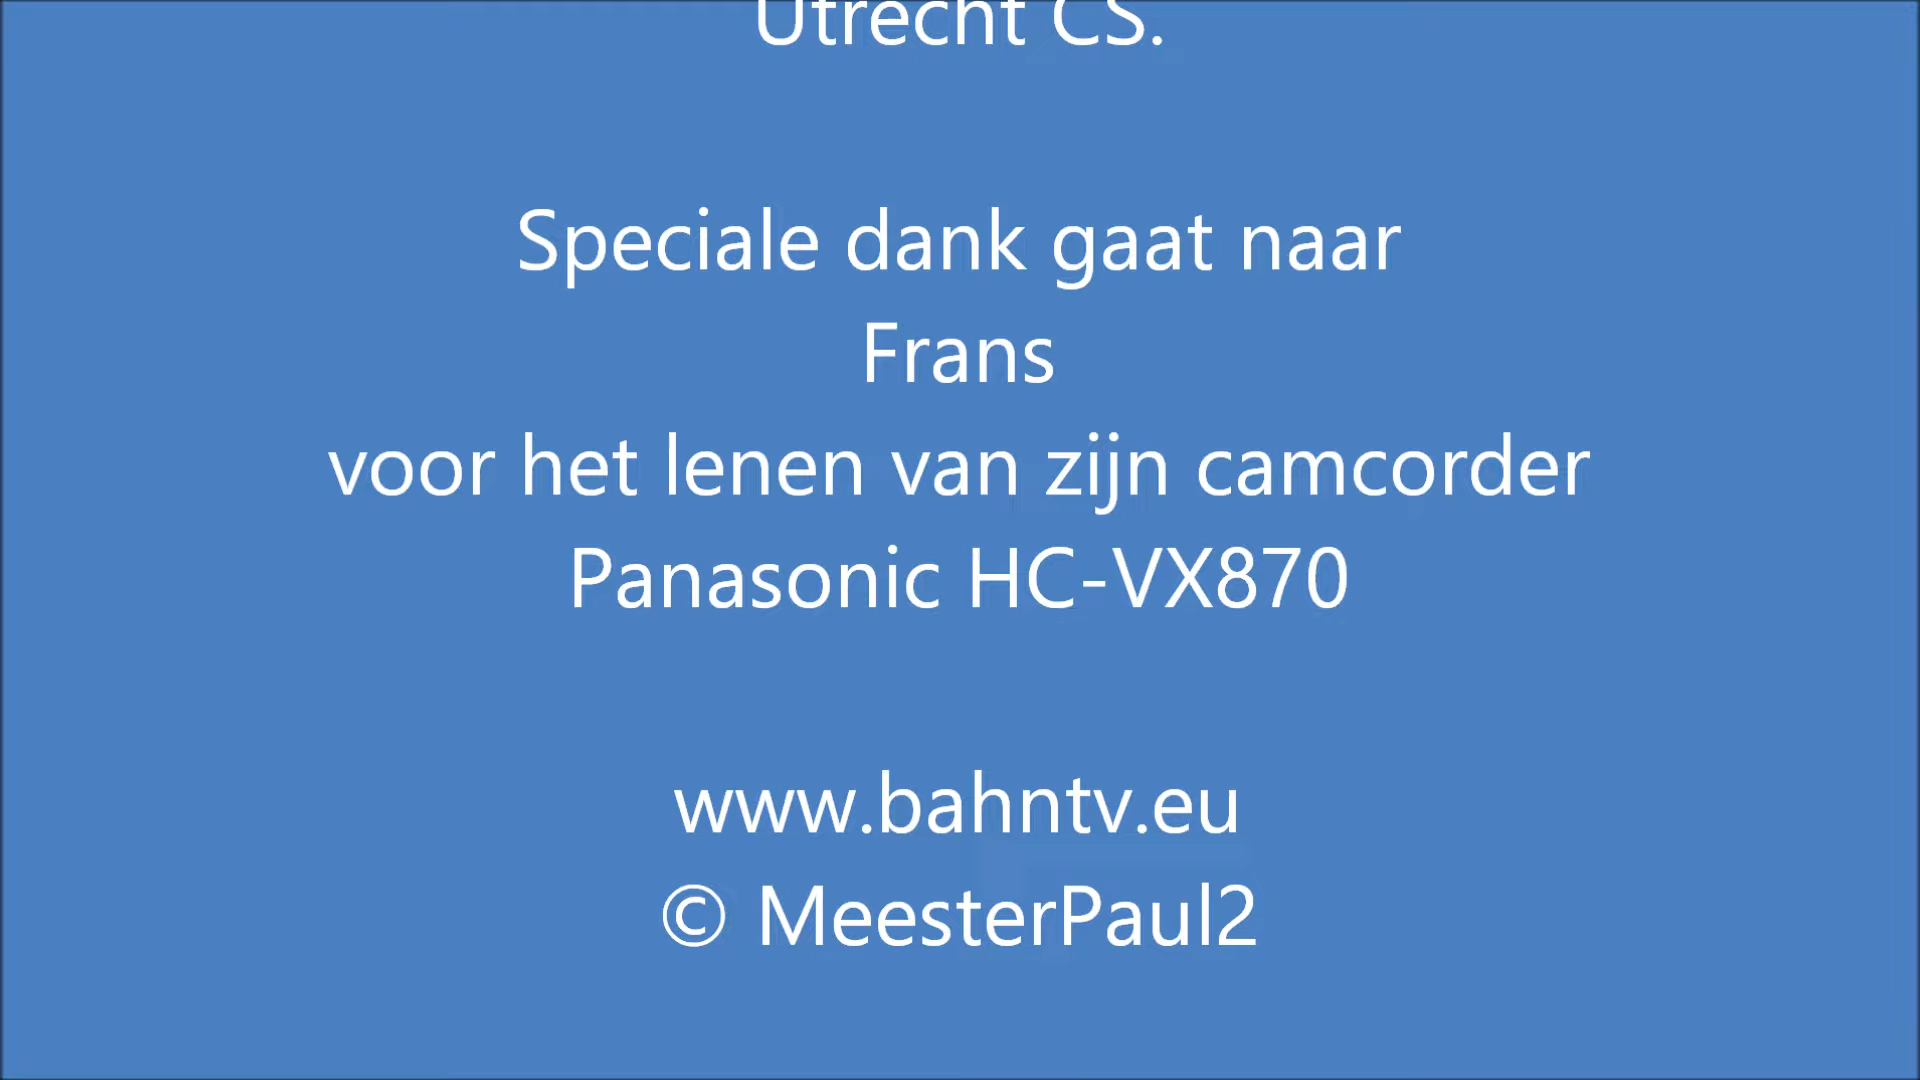 Utrecht CS.
Speciale dank gaat naar
Frans
voor het lenen van zijn camcorder
Panasonic HC-VX870
www.bahntv.eu
© MeesterPaul2